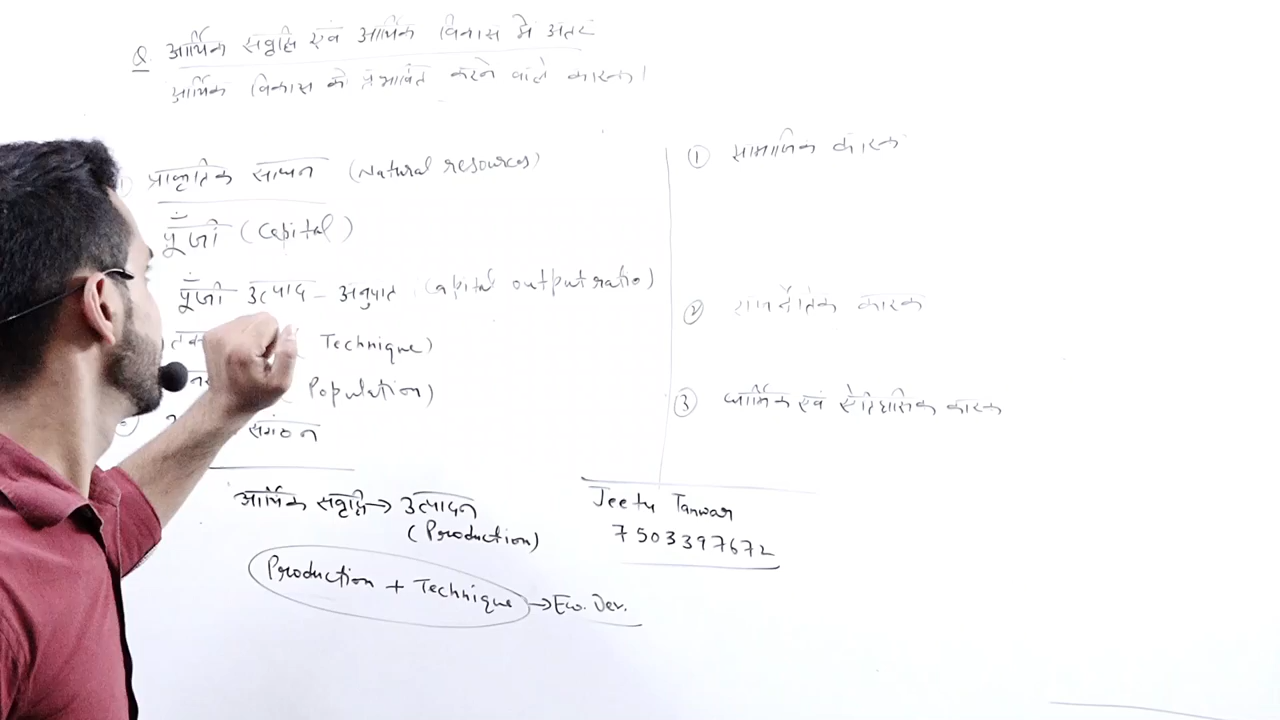 Q. आर्थिक संवृद्धि एवं आर्थिक विकास में अंतर
आर्थिक विकास को प्रभावित करने वाले कारक।
प्राकृतिक साधन (Natural resources)
पूँजी (Capital)
पूँजी उत्पाद - अनुपात (Capital output ratio)
Technique)
Population)
संगठन
① सामाजिक कारक
② राजनैतिक कारक
③ धार्मिक एवं ऐतिहासिक कारक
आर्थिक संवृद्धि → उत्पादन
(Production)
Production + Technique → Eco. Dev.
Jeetu Tanwar
7503397672